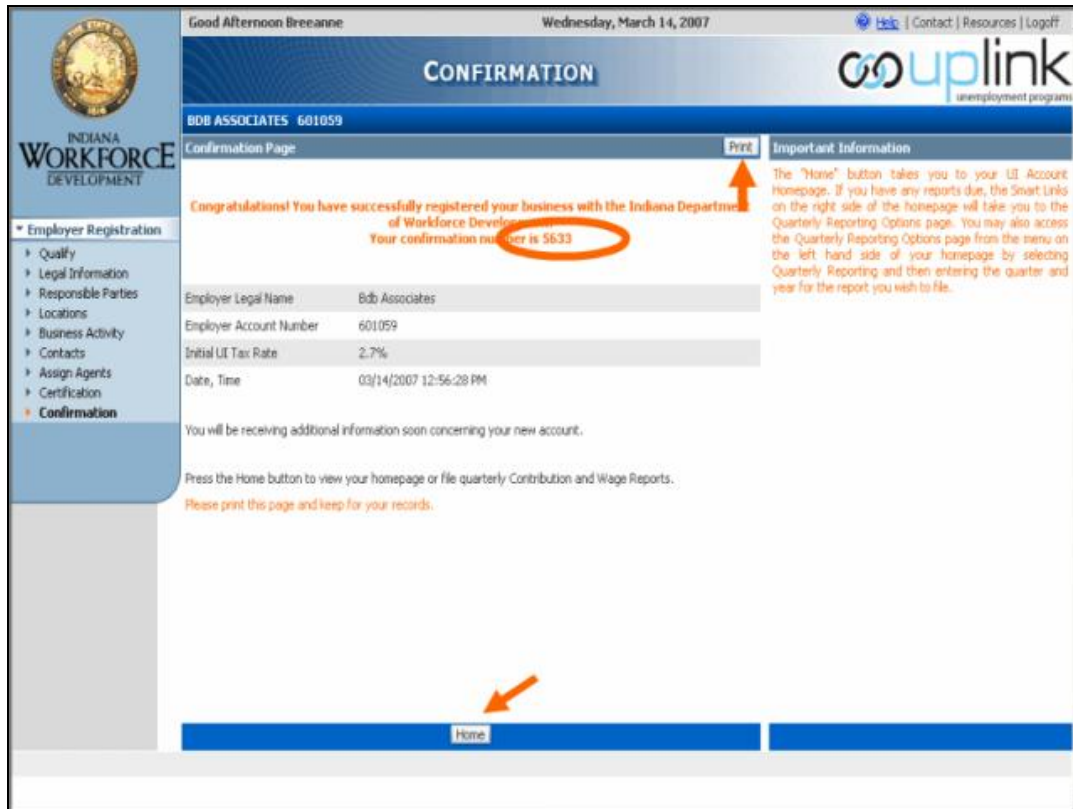 Good Afternoon Breeanne
Wednesday, March 14, 2007
Help | Contact | Resources | Logoff
CONFIRMATION
uplink
unemployment programs
INDIANA
WORKFORCE
DEVELOPMENT
BDB ASSOCIATES 601059
Employer Registration
Qualify
Legal Information
Responsible Parties
Locations
Business Activity
Contacts
Assign Agents
Certification
Confirmation
Confirmation Page
Print
Congratulations! You have successfully registered your business with the Indiana Department
of Workforce
Your confirmation number is 5633
Employer Legal Name Bdb Associates
Employer Account Number 601059
Initial UI Tax Rate 2.7%
Date, Time 03/14/2007 12:56:28 PM
You will be receiving additional information soon concerning your new account.
Press the Home button to view your homepage or file quarterly Contribution and Wage Reports.
Please print this page and keep for your records.
Home
Important Information
The "Home" button takes you to your UI Account
Homepage. If you have any reports due, the Smart Links
on the right side of the homepage will take you to the
Quarterly Reporting Options page. You may also access
the Quarterly Reporting Options page from the menu on
the left hand side of your homepage by selecting
Quarterly Reporting and then entering the quarter and
year for the report you wish to file.